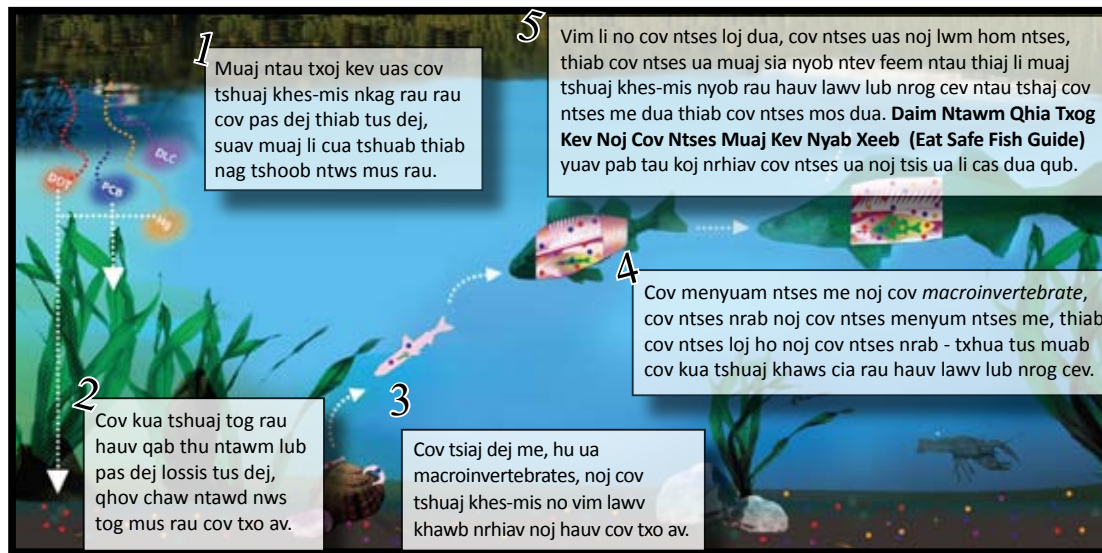 1
Muaj ntau txoj kev uas cov
tshuaj khes-mis nkag rau rau
cov pas dej thiab tus dej,
suav muaj li cua tshuab thiab
nag tshoob ntws mus rau.
DDT
PCB
DLC
Hg
2
Cov kua tshuaj tog rau
hauv qab thu ntawm lub
pas dej lossis tus dej,
qhov chaw ntawd nws
tog mus rau cov txo av.
3
Cov tsiaj dej me, hu ua
macroinvertebrates, noj cov
tshuaj khes-mis no vim lawv
khawb nrhiav noj hauv cov txo av.
4
Cov menyuam ntses me noj cov macroinvertebrate,
cov ntses nrab noj cov ntses menyum ntses me, thiab
cov ntses loj ho noj cov ntses nrab - txhua tus muab
cov kua tshuaj khaws cia rau hauv lawv lub nrog cev.
5
Vim li no cov ntses loj dua, cov ntses uas noj lwm hom ntses,
thiab cov ntses ua muaj sia nyob ntev feem ntau thiaj li muaj
tshuaj khes-mis nyob rau hauv lawv lub nrog cev ntau tshaj cov
ntses me dua thiab cov ntses mos dua. Daim Ntawm Qhia Txog
Kev Noj Cov Ntses Muaj Kev Nyab Xeeb (Eat Safe Fish Guide)
yuav pab tau koj nrhiav cov ntses ua noj tsis ua li cas dua qub.